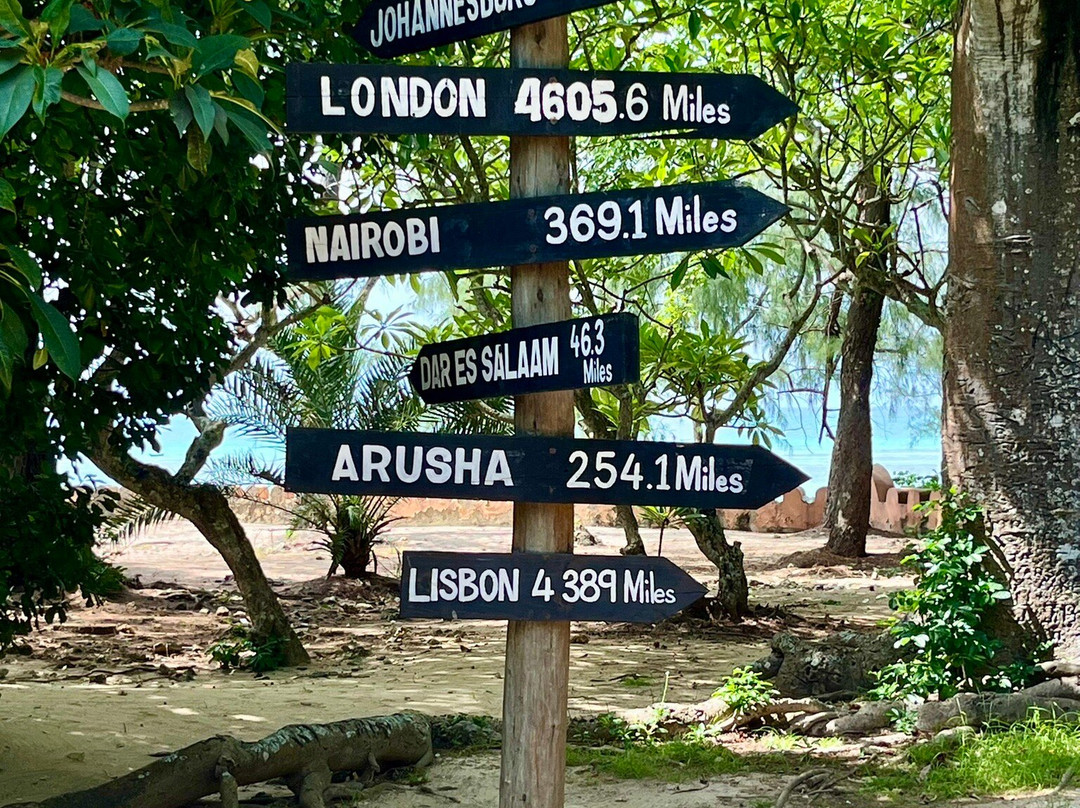 JOHANNESBURG
LONDON 4605.6 Miles
NAIROBI 369.1 Miles
DAR ES SALAAM 46.3 Miles
ARUSHA 254.1 Miles
LISBON 4 389 Miles